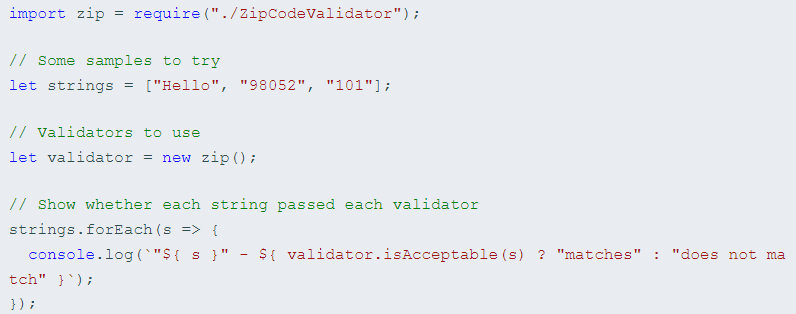 import zip = require("./ZipCodeValidator");
// Some samples to try
let strings = ["Hello", "98052", "101"];
// Validators to use
let validator = new zip();
// Show whether each string passed each validator
strings.forEach(s => {
  console.log(`"${ s }" - ${ validator.isAcceptable(s) ? "matches" : "does not ma
tch" }`);
});